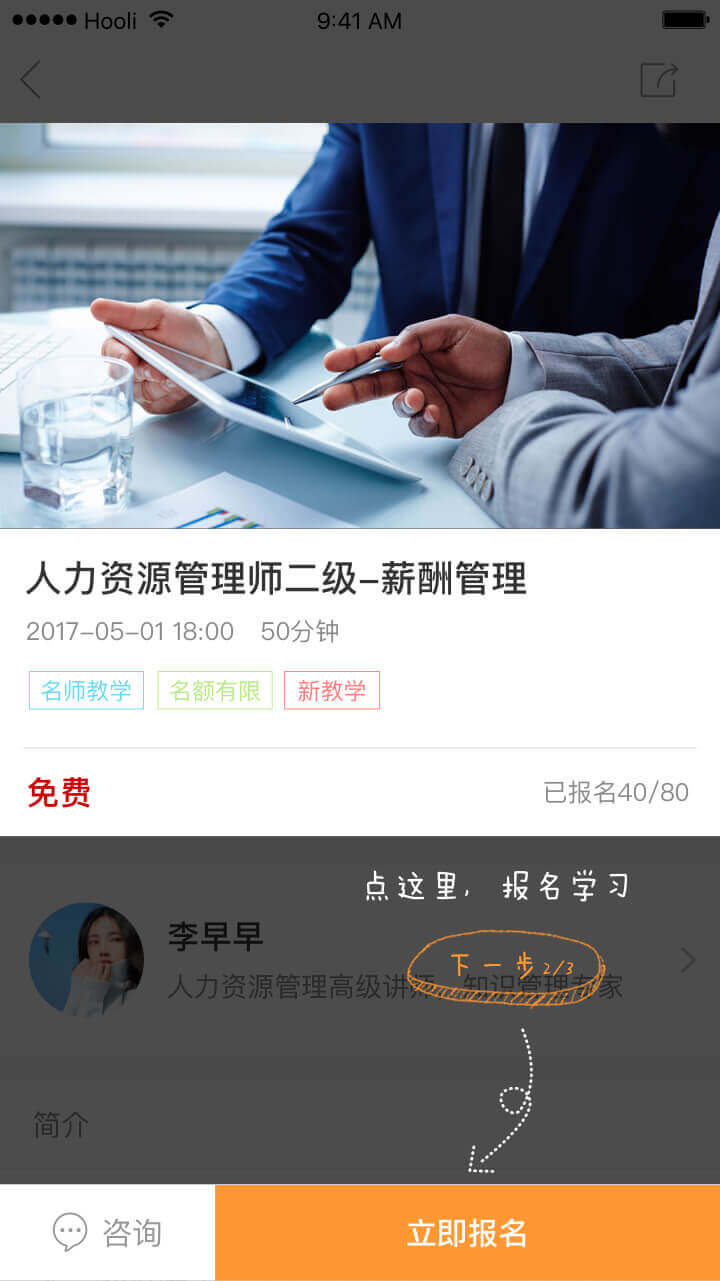 Hooli 9:41 AM
人力资源管理师二级-薪酬管理
2017-05-01 18:00 50分钟
名师教学 名额有限 新教学
免费 已报名40/80
点这里，报名学习
李早早
下一步2/3
人力资源管理高级讲师，知识管理专家
简介
咨询 立即报名